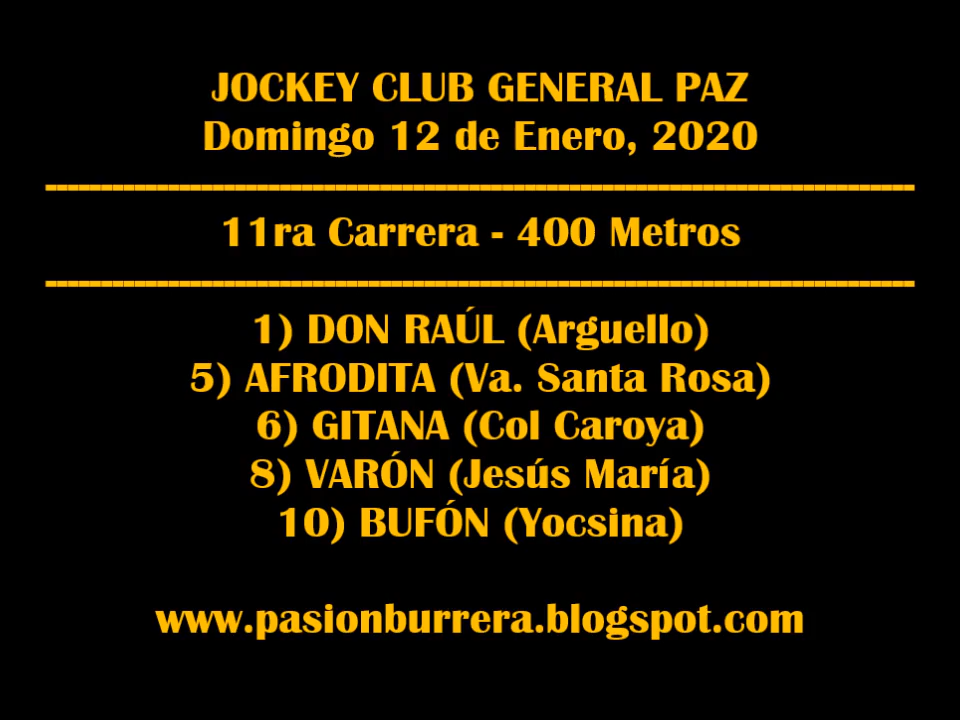 JOCKEY CLUB GENERAL PAZ
Domingo 12 de Enero, 2020
--------------------------------------------------------------------------------
11ra Carrera - 400 Metros
--------------------------------------------------------------------------------
1) DON RAÚL (Arguello)
5) AFRODITA (Va. Santa Rosa)
6) GITANA (Col Caroya)
8) VARÓN (Jesús María)
10) BUFÓN (Yocsina)
www.pasionburrera.blogspot.com